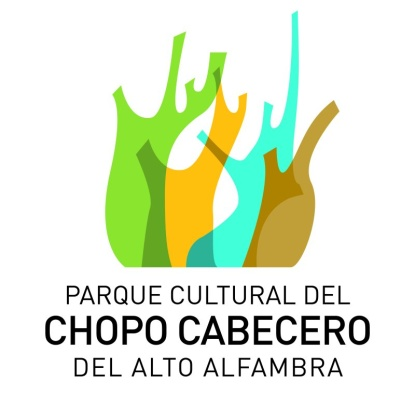 PARQUE CULTURAL DEL
CHOPO CABECERO
DEL ALTO ALFAMBRA